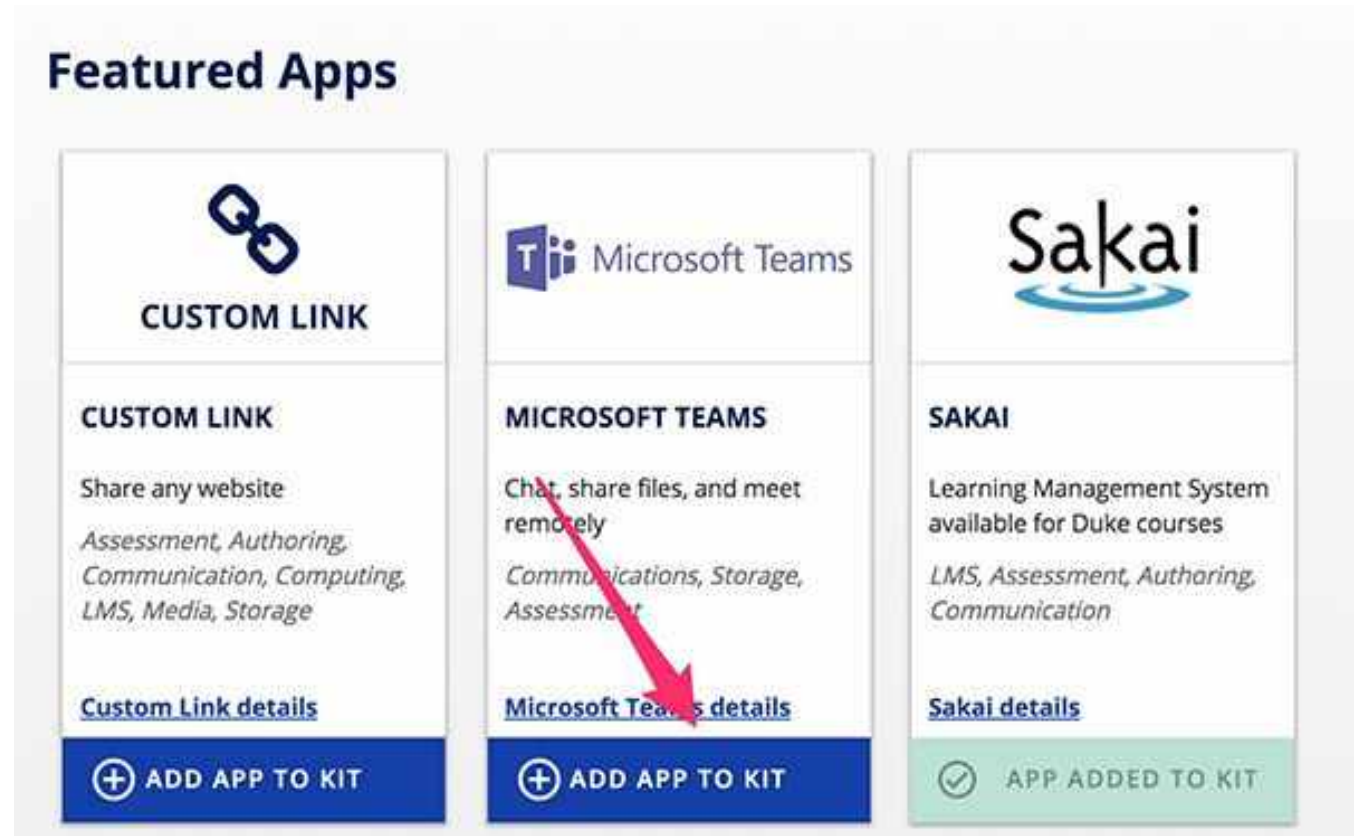 Featured Apps
CUSTOM LINK
CUSTOM LINK
Share any website
Assessment, Authoring,
Communication, Computing,
LMS, Media, Storage
Custom Link details
ADD APP TO KIT
T Microsoft Teams
MICROSOFT TEAMS
Chat, share files, and meet
remotely
Communications, Storage,
Assessment
Microsoft Teams details
ADD APP TO KIT
Sakai
SAKAI
Learning Management System
available for Duke courses
LMS, Assessment, Authoring,
Communication
Sakai details
APP ADDED TO KIT